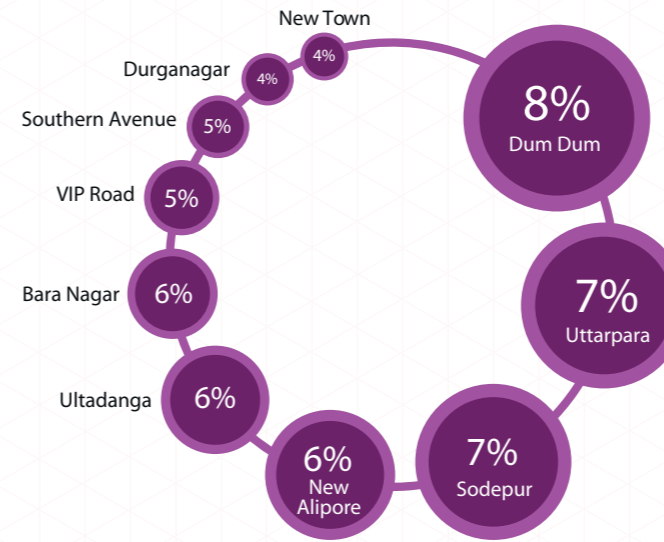 New Town
4%
8%
Dum Dum
Durganagar
4%
Southern Avenue
5%
VIP Road
5%
7%
Uttarpara
Bara Nagar
6%
Ultadanga
6%
6%
New
Alipore
7%
Sodepur